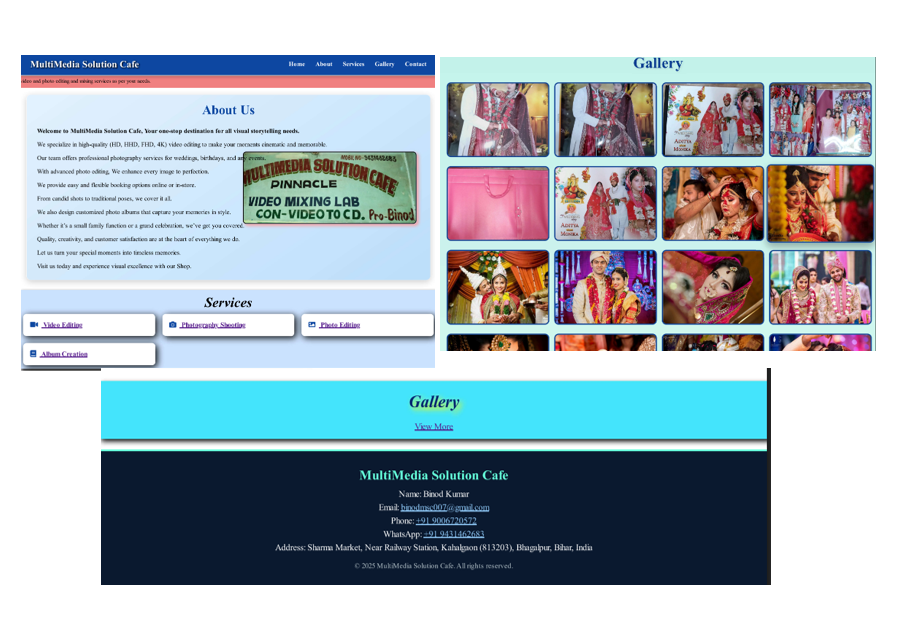 MultiMedia Solution Cafe
Home About Services Gallery Contact
video and photo editing and mixing services as per your needs.
About Us
Welcome to MultiMedia Solution Cafe, Your one-stop destination for all visual storytelling needs.
We specialize in high-quality (HD, HHD, FHD, 4K) video editing to make your moments cinematic and memorable.
Our team offers professional photography services for weddings, birthdays, and any events.
With advanced photo editing, We enhance every image to perfection.
We provide easy and flexible booking options online or in-store.
From candid shots to traditional poses, we cover it all.
We also design customized photo albums that capture your memories in style.
Whether it's a small family function or a grand celebration, we've got you covered.
Quality, creativity, and customer satisfaction are at the heart of everything we do.
Let us turn your special moments into timeless memories.
Visit us today and experience visual excellence with our Shop.
MULTIMEDIA SOLUTION CAFE
PINNACLE
VIDEO MIXING LAB
CON-VIDEO TO CD. Pro-Binod
Services
Video Editing
Photography Shooting
Photo Editing
Album Creation
Gallery
ADITYA
MONIKA
ADITYA
MONIKA
Gallery
View More
MultiMedia Solution Cafe
Name: Binod Kumar
Email: binodmsc007@gmail.com
Phone: +91 9006720572
WhatsApp: +91 9431462683
Address: Sharma Market, Near Railway Station, Kahalgaon (813203), Bhagalpur, Bihar, India
© 2025 MultiMedia Solution Cafe. All rights reserved.